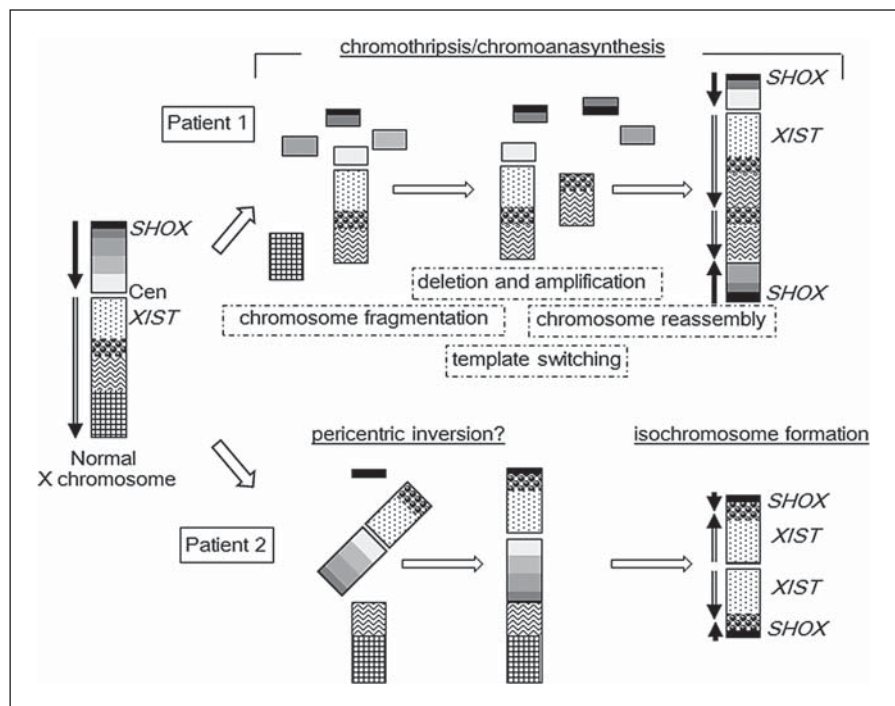 chromothripsis/chromoanasynthesis
Patient 1
SHOX
XIST
SHOX
Cen
XIST
deletion and amplification
SHOX
chromosome fragmentation
chromosome reassembly
template switching
Normal
X chromosome
pericentric inversion?
isochromosome formation
Patient 2
SHOX
XIST
XIST
SHOX